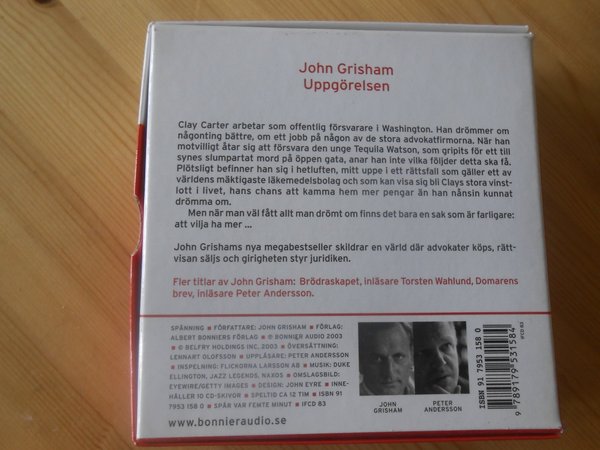 John Grisham
Uppgörelsen
Clay Carter arbetar som offentlig försvarare i Washington. Han drömmer om
någonting bättre, om ett jobb på någon av de stora advokatfirmorna. När han
motvilligt åtar sig att försvara den unge Tequila Watson, som gripits för ett till
synes slumpartat mord på öppen gata, anar han inte vilka följder detta ska få.
Plötsligt befinner han sig i hetluften, mitt uppe i ett rättsfall som gäller ett av
världens mäktigaste läkemedelsbolag och som kan visa sig bli Clays stora vinst-
lott i livet, hans chans att kamma hem mer pengar än han nånsin kunnat
drömma om.
Men när man väl fått allt man drömt om finns det bara en sak som är farligare:
att vilja ha mer ...
John Grishams nya megabestseller skildrar en värld där advokater köps, rätt-
visan säljs och girigheten styr juridiken.
Fler titlar av John Grisham: Brödraskapet, inläsare Torsten Wahlund, Domarens
brev, inläsare Peter Andersson.
SPÄNNING ■ FÖRFATTARE: JOHN GRISHAM ■ FÖRLAG:
ALBERT BONNIERS FÖRLAG ■ © BONNIER AUDIO 2003
■ © BELFRY HOLDINGS INC, 2003 ■ ÖVERSÄTTNING:
LENNART OLOFSSON ■ UPPLÄSARE: PETER ANDERSSON
■ INSPELNING: FLICKORNA LARSSON AB ■ MUSIK: DUKE
ELLINGTON, JAZZ LEGENDS, NAXOS ■ OMSLAGSBILD:
EYEWIRE/GETTY IMAGES ■ DESIGN: JOHN EYRE ■ INNE-
HÅLLER 10 CD-SKIVOR ■ SPELTID CA 12 TIM ■ ISBN 91
7953 158 0 ■ SPÅR VAR FEMTE MINUT ■ IFCD 83
www.bonnieraudio.se
JOHN
GRISHAM
PETER
ANDERSSON
ISBN 91 7953 158 0
9 789179 531584
IFCD 83